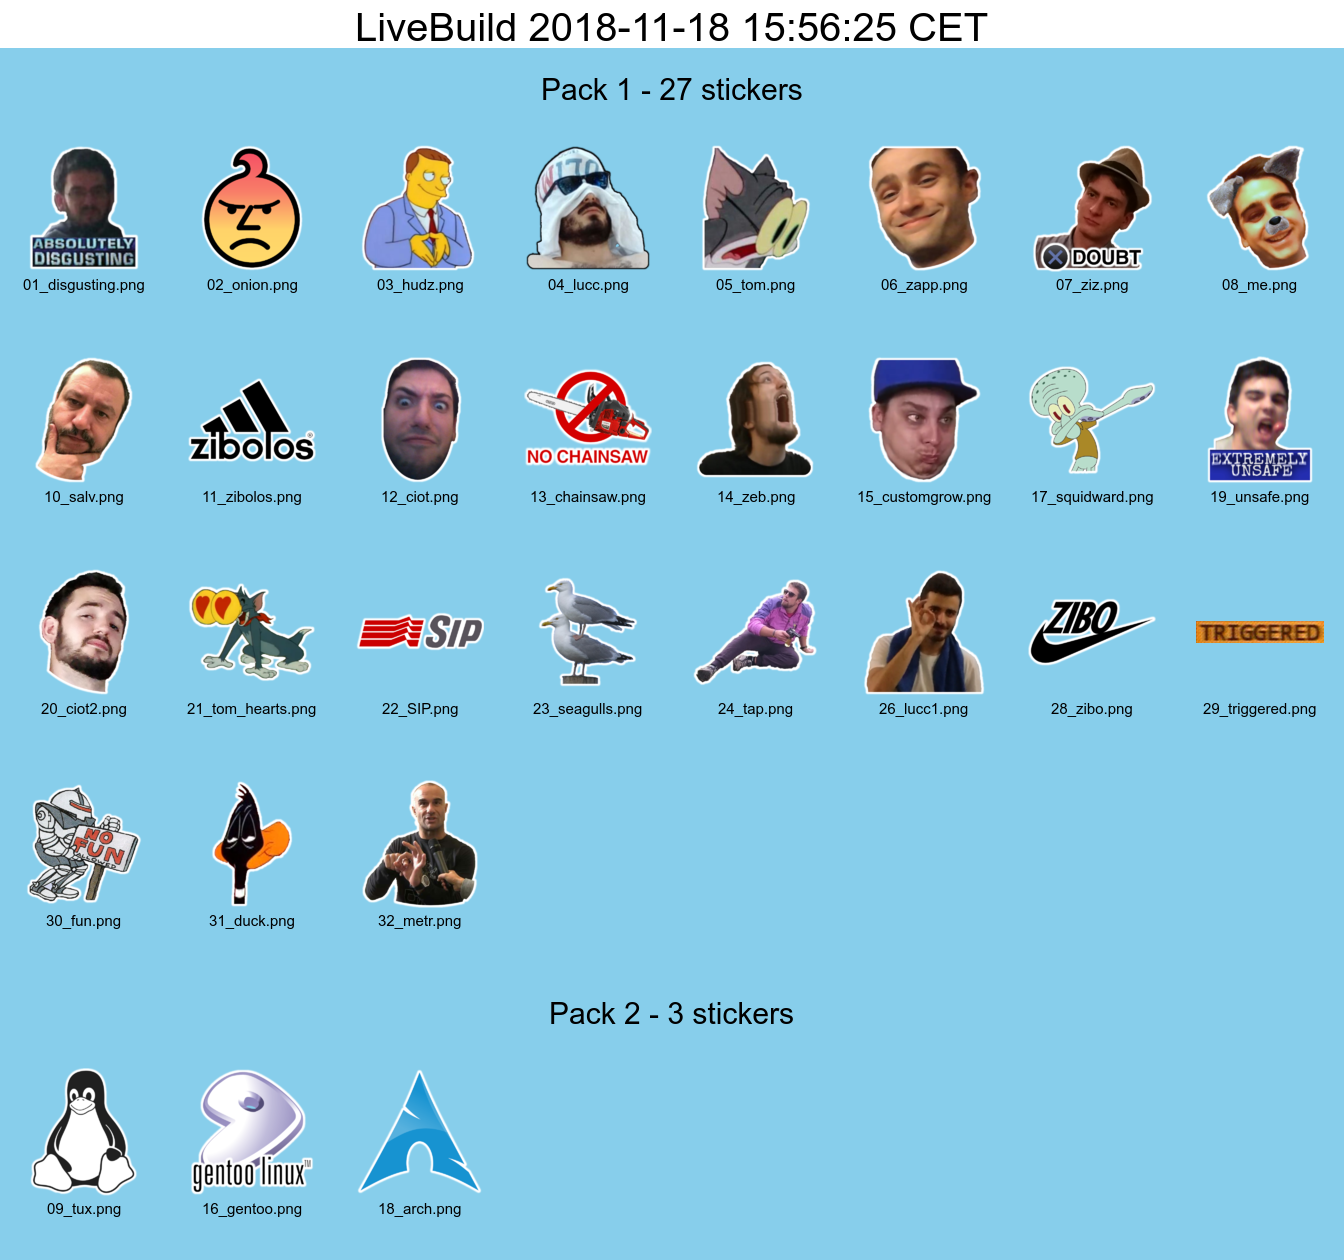 LiveBuild 2018-11-18 15:56:25 CET
Pack 1 - 27 stickers
ABSOLUTELY
DISGUSTING
DOUBT
01_disgusting.png 02_onion.png 03_hudz.png 04_lucc.png 05_tom.png 06_zapp.png 07_ziz.png 08_me.png
zibolos
NO CHAINSAW
EXTREMELY
UNSAFE
10_salv.png 11_zibolos.png 12_ciot.png 13_chainsaw.png 14_zeb.png 15_customgrow.png 17_squidward.png 19_unsafe.png
SIP
ZIBO
TRIGGERED
20_ciot2.png 21_tom_hearts.png 22_SIP.png 23_seagulls.png 24_tap.png 26_lucc1.png 28_zibo.png 29_triggered.png
NO
FUN
ALLOWED
30_fun.png 31_duck.png 32_metr.png
Pack 2 - 3 stickers
gentoo linux™
09_tux.png 16_gentoo.png 18_arch.png